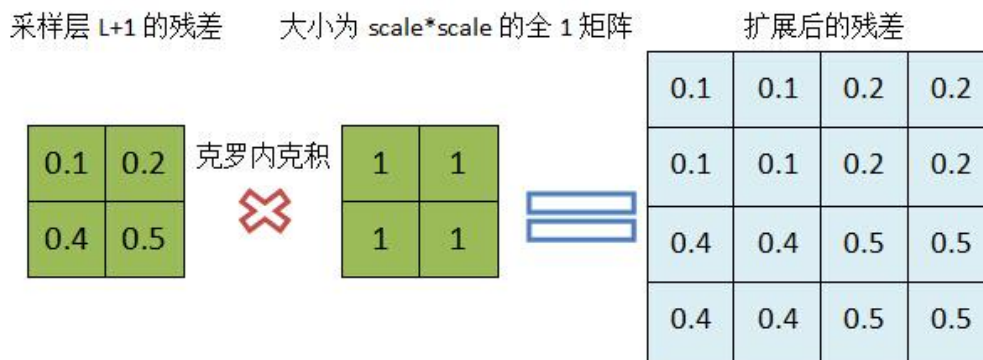 采样层 L+1 的残差 大小为 scale*scale 的全 1 矩阵 扩展后的残差
0.1 0.1 0.2 0.2
0.1 0.2 克罗内克积 1 1 0.1 0.1 0.2 0.2
0.4 0.5 1 1 0.4 0.4 0.5 0.5
0.4 0.4 0.5 0.5